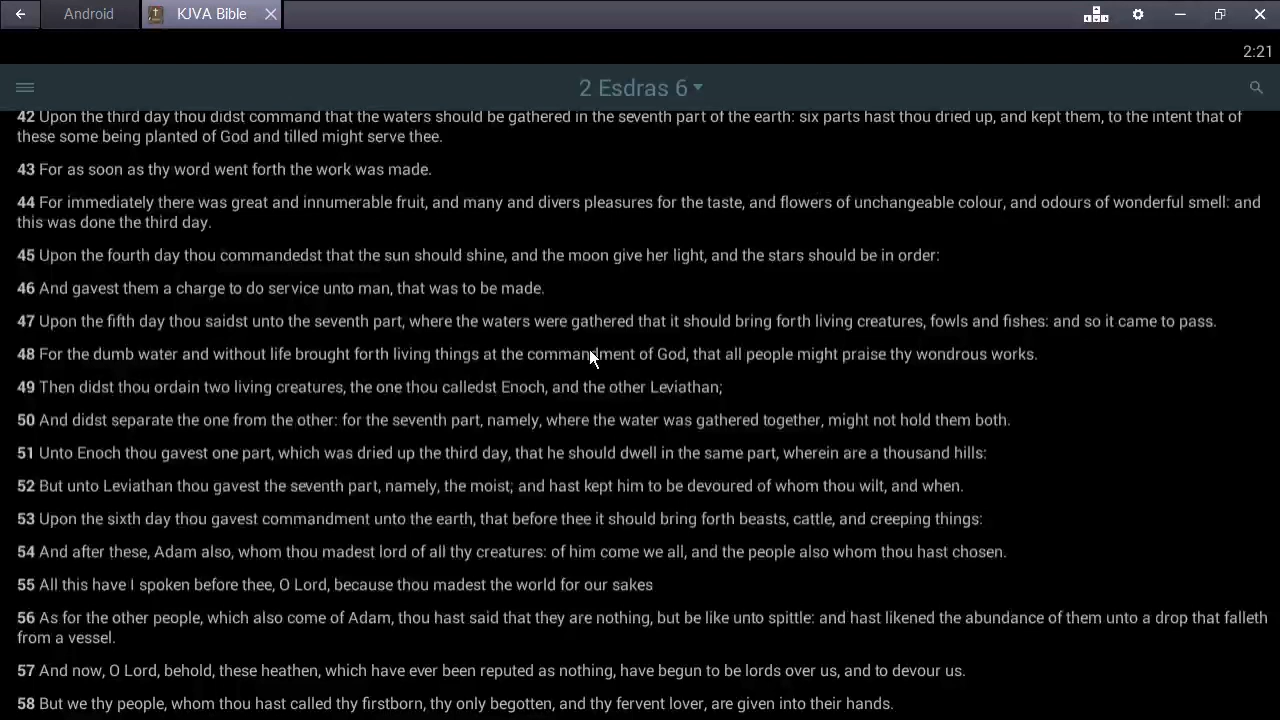 Android
KJVA Bible
2:21
2 Esdras 6
42 Upon the third day thou didst command that the waters should be gathered in the seventh part of the earth: six parts hast thou dried up, and kept them, to the intent that of
these some being planted of God and tilled might serve thee.
43 For as soon as thy word went forth the work was made.
44 For immediately there was great and innumerable fruit, and many and divers pleasures for the taste, and flowers of unchangeable colour, and odours of wonderful smell: and
this was done the third day.
45 Upon the fourth day thou commandedst that the sun should shine, and the moon give her light, and the stars should be in order:
46 And gavest them a charge to do service unto man, that was to be made.
47 Upon the fifth day thou saidst unto the seventh part, where the waters were gathered that it should bring forth living creatures, fowls and fishes: and so it came to pass.
48 For the dumb water and without life brought forth living things at the commandment of God, that all people might praise thy wondrous works.
49 Then didst thou ordain two living creatures, the one thou calledst Enoch, and the other Leviathan;
50 And didst separate the one from the other: for the seventh part, namely, where the water was gathered together, might not hold them both.
51 Unto Enoch thou gavest one part, which was dried up the third day, that he should dwell in the same part, wherein are a thousand hills:
52 But unto Leviathan thou gavest the seventh part, namely, the moist; and hast kept him to be devoured of whom thou wilt, and when.
53 Upon the sixth day thou gavest commandment unto the earth, that before thee it should bring forth beasts, cattle, and creeping things:
54 And after these, Adam also, whom thou madest lord of all thy creatures: of him come we all, and the people also whom thou hast chosen.
55 All this have I spoken before thee, O Lord, because thou madest the world for our sakes
56 As for the other people, which also come of Adam, thou hast said that they are nothing, but be like unto spittle: and hast likened the abundance of them unto a drop that falleth
from a vessel.
57 And now, O Lord, behold, these heathen, which have ever been reputed as nothing, have begun to be lords over us, and to devour us.
58 But we thy people, whom thou hast called thy firstborn, thy only begotten, and thy fervent lover, are given into their hands.